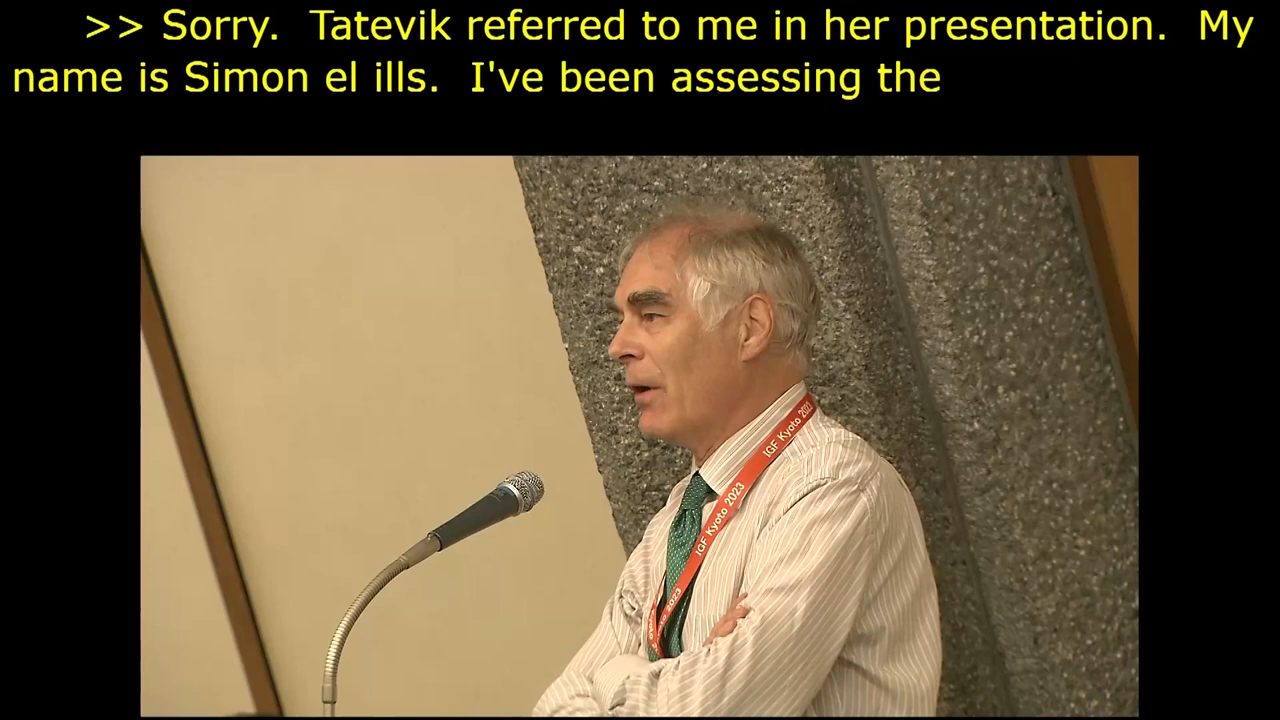 >> Sorry. Tatevik referred to me in her presentation. My
name is Simon el ills. I've been assessing the
IGF Kyoto 2023
IGF Kyoto 2023
2023